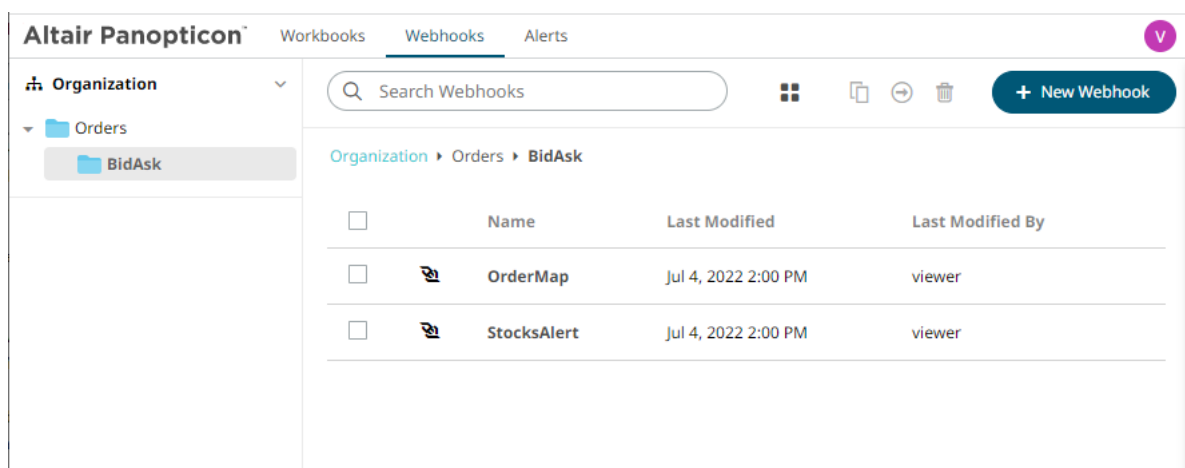 Altair Panopticon™ Workbooks Webhooks Alerts V
Organization
Orders
BidAsk
Search Webhooks
+ New Webhook
Organization ▸ Orders ▸ BidAsk
Name Last Modified Last Modified By
OrderMap Jul 4, 2022 2:00 PM viewer
StocksAlert Jul 4, 2022 2:00 PM viewer